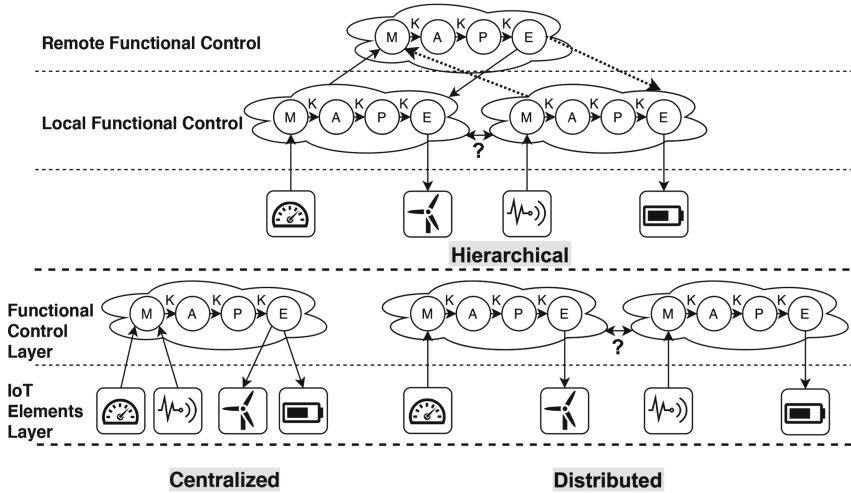 K K K
Remote Functional Control M A P E
K K K K K K
Local Functional Control M A P E M A P E
?
Hierarchical
K K K K K K K K K
Functional M A P E M A P E M A P E
Control
?
Layer
IoT
Elements
Layer
Centralized Distributed